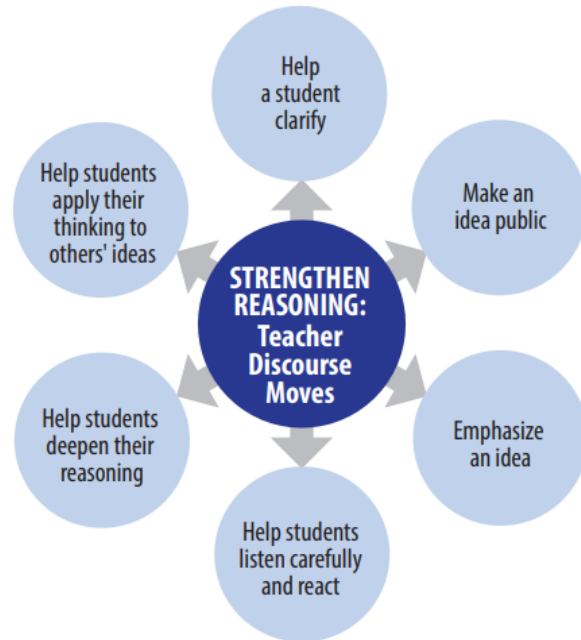 Help
a student
clarify
Make an
idea public
Emphasize
an idea
Help students
listen carefully
and react
Help students
deepen their
reasoning
Help students
apply their
thinking to
others' ideas
STRENGTHEN
REASONING:
Teacher
Discourse
Moves